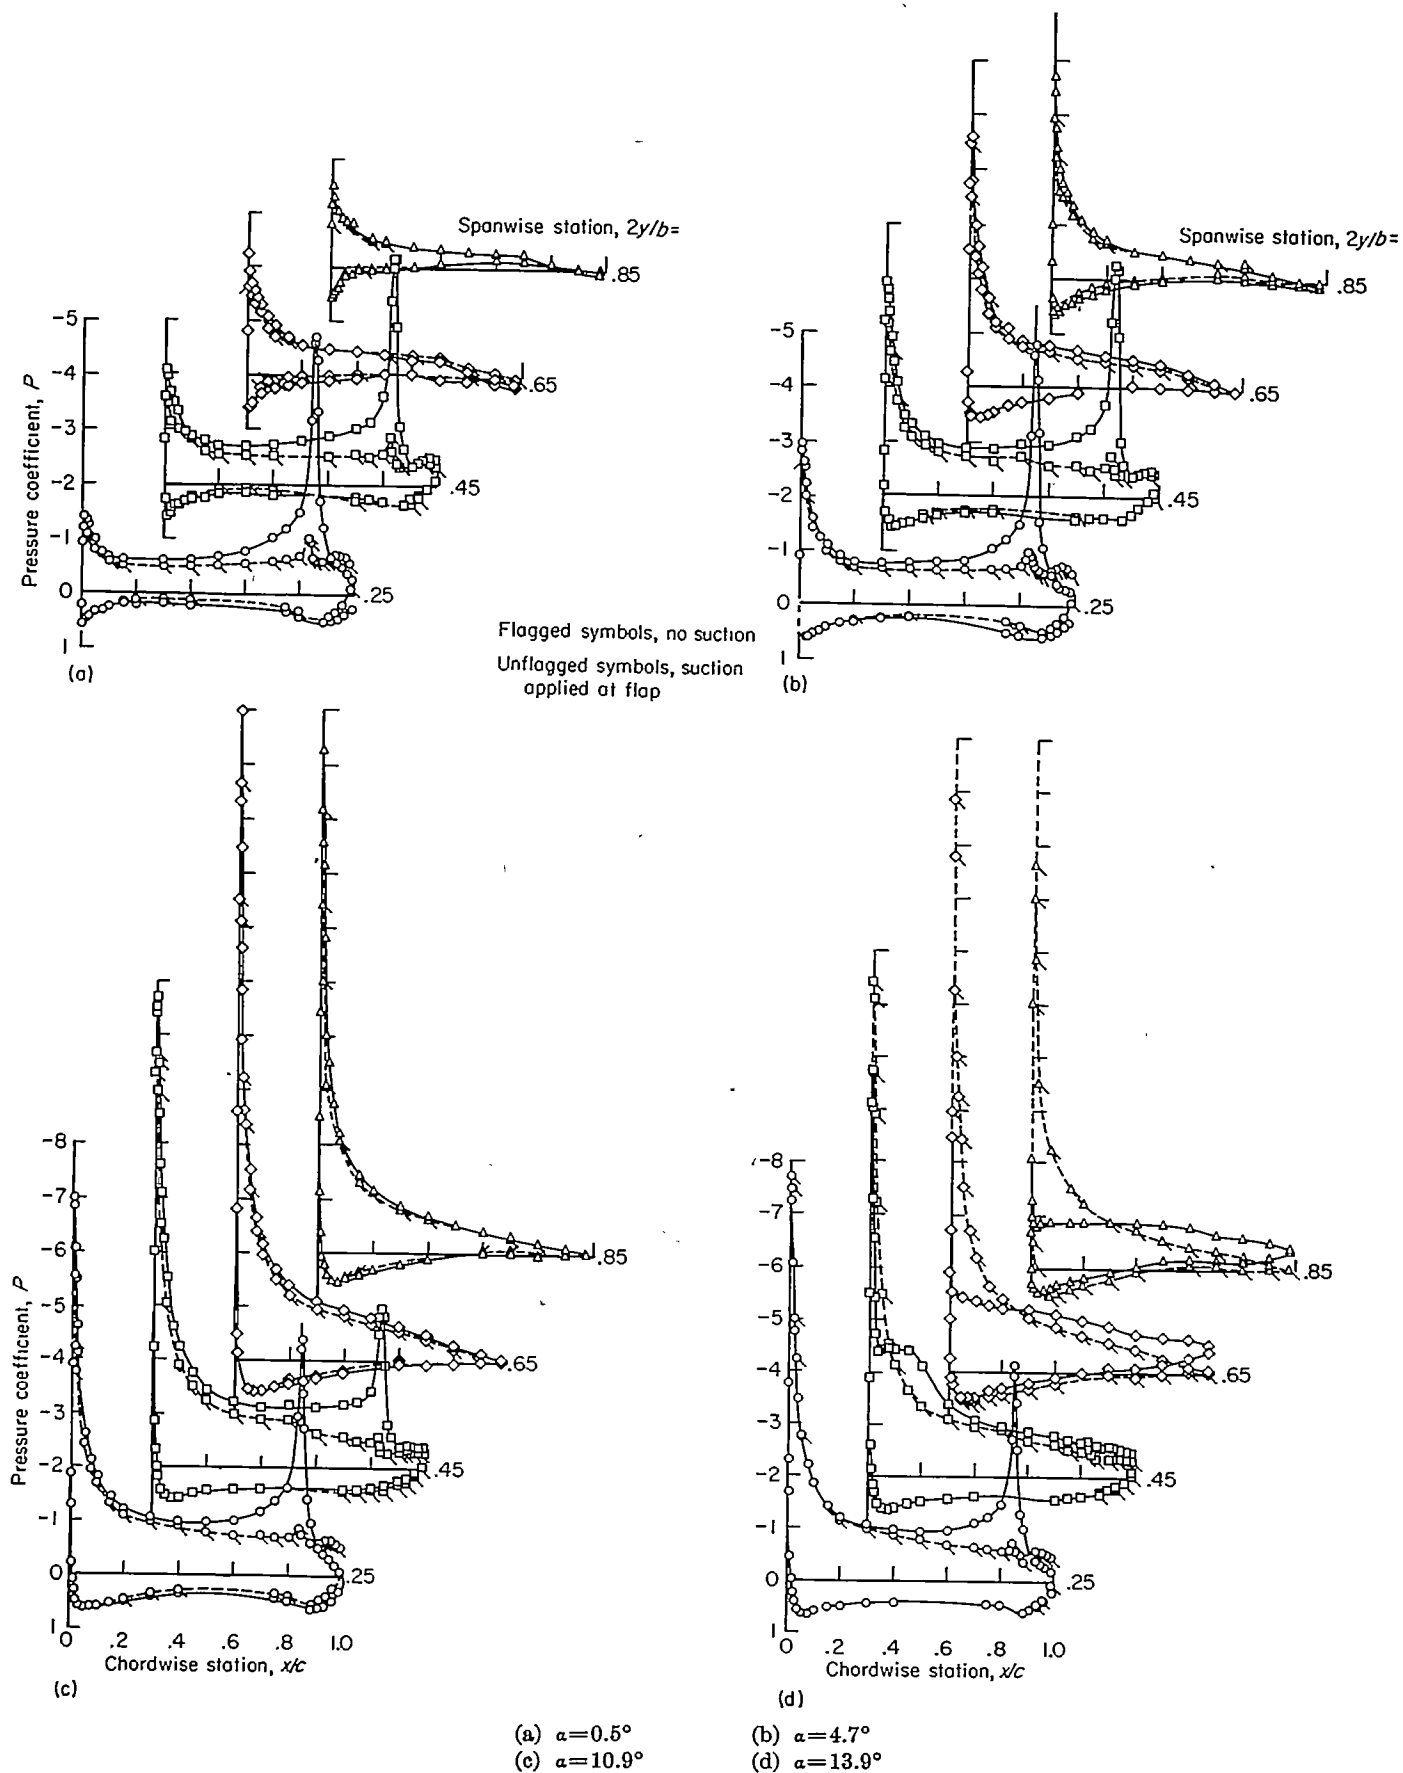 Spanwise station, 2y/b=
.85
-5
-4
.65
-3
-2
.45
-1
0
.25
1
Pressure coefficient, P
(a)
Spanwise station, 2y/b=
.85
-5
-4
.65
-3
-2
.45
-1
0
.25
1
(b)
Flagged symbols, no suction
Unflagged symbols, suction
applied at flap
-8
-7
-6
.85
-5
-4
.65
-3
-2
.45
-1
0
.25
1
Pressure coefficient, P
0 .2 .4 .6 .8 1.0
Chordwise station, x/c
(c)
-8
-7
-6
.85
-5
-4
.65
-3
-2
.45
-1
0
.25
1
0 .2 .4 .6 .8 1.0
Chordwise station, x/c
(d)
(a) α=0.5° (b) α=4.7°
(c) α=10.9° (d) α=13.9°